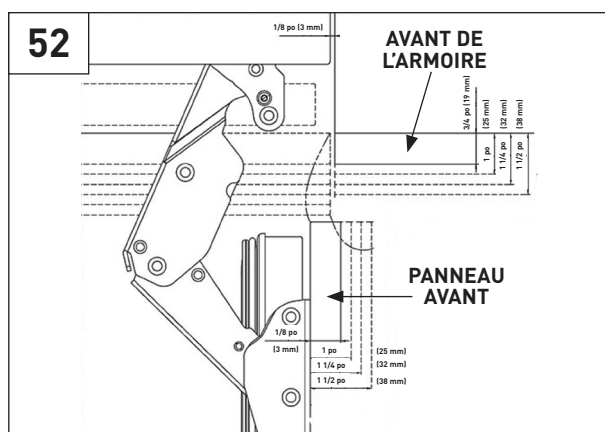 52
1/8 po (3 mm)
AVANT DE
L'ARMOIRE
3/4 po (19 mm)
1 po (25 mm)
1 1/4 po (32 mm)
1 1/2 po (38 mm)
PANNEAU
AVANT
1/8 po
(3 mm)
1 po (25 mm)
1 1/4 po (32 mm)
1 1/2 po (38 mm)